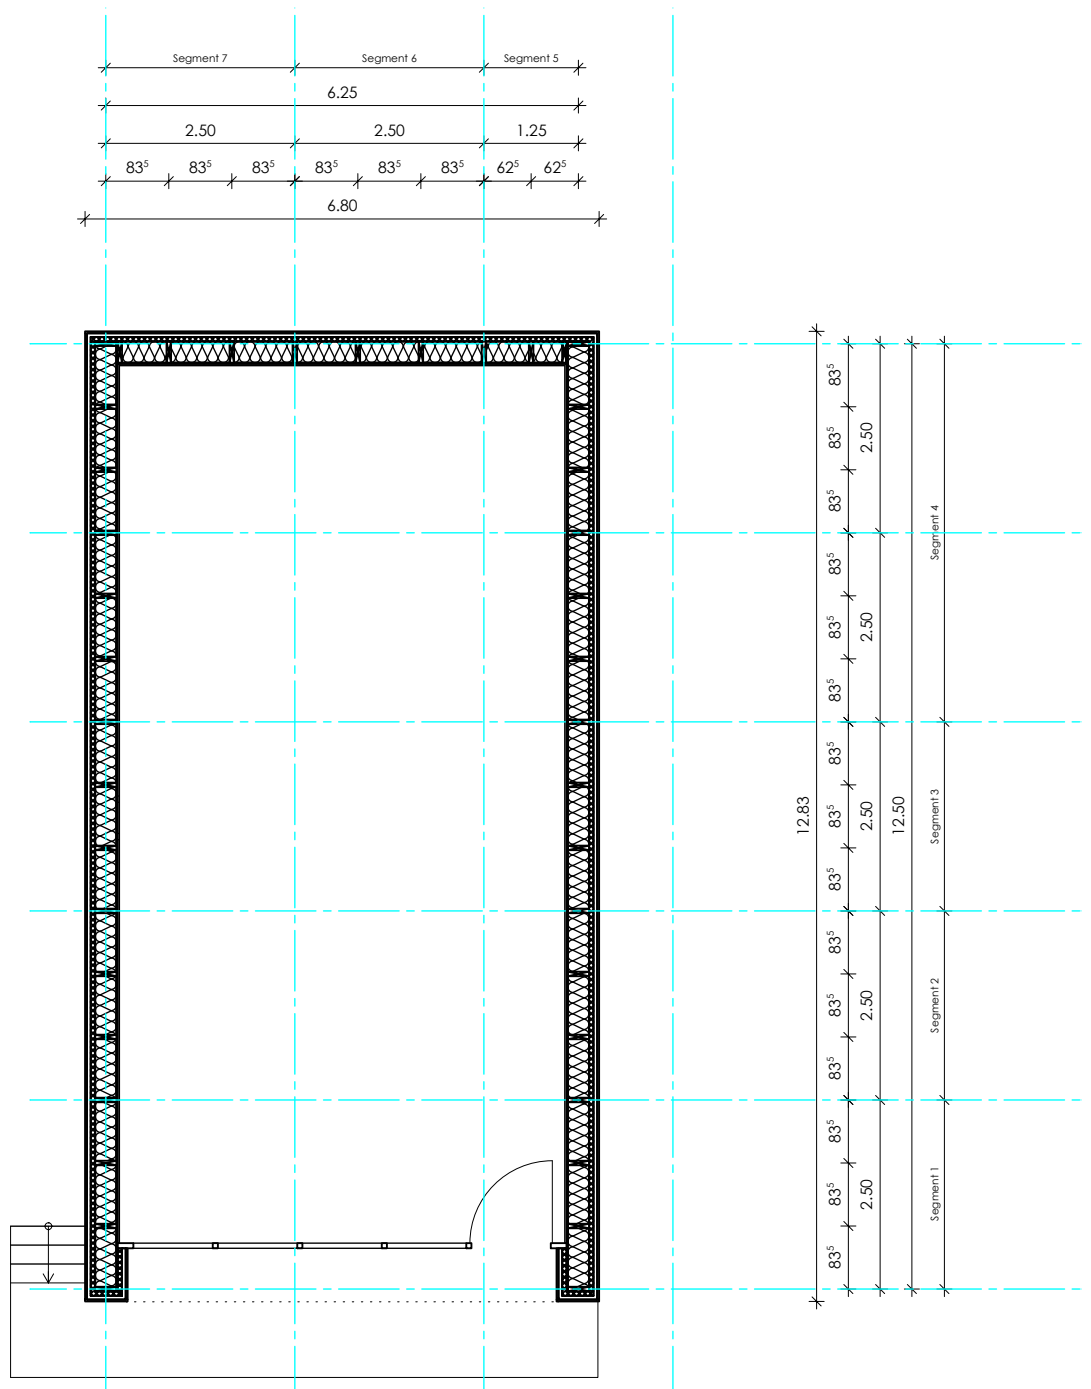 Segment 7 Segment 6 Segment 5
6.25
2.50 2.50 1.25
83⁵ 83⁵ 83⁵ 83⁵ 83⁵ 83⁵ 62⁵ 62⁵
6.80
12.83
83⁵ 83⁵ 83⁵ 83⁵ 83⁵ 83⁵ 83⁵ 83⁵ 83⁵ 83⁵ 83⁵ 83⁵ 83⁵ 83⁵ 83⁵
2.50 2.50 2.50 2.50 2.50
12.50
Segment 1 Segment 2 Segment 3 Segment 4